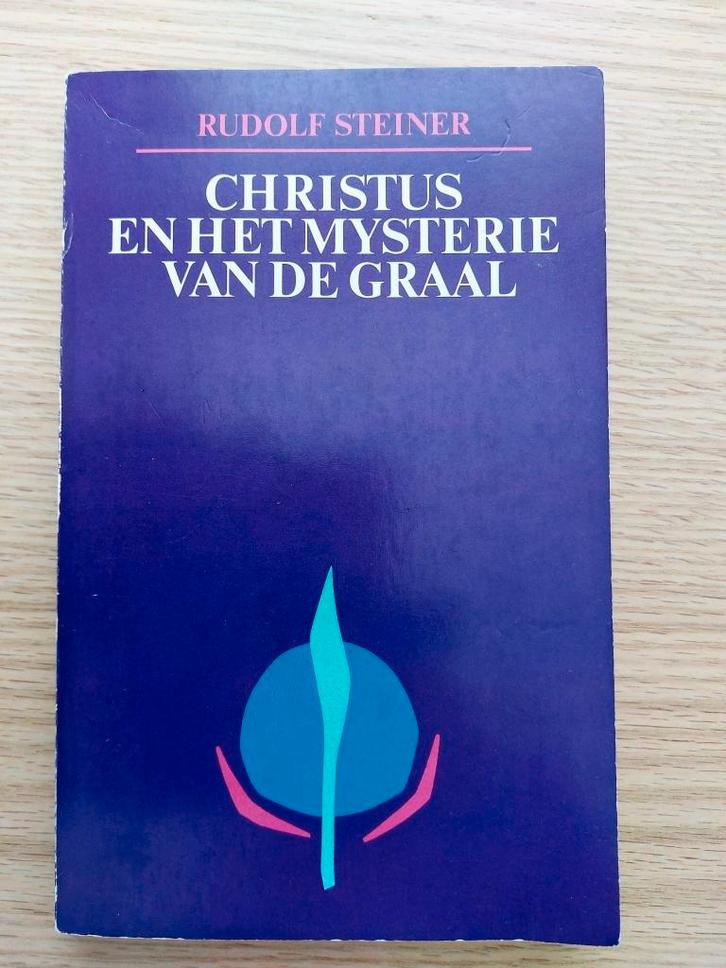 RUDOLF STEINER
CHRISTUS
EN HET MYSTERIE
VAN DE GRAAL